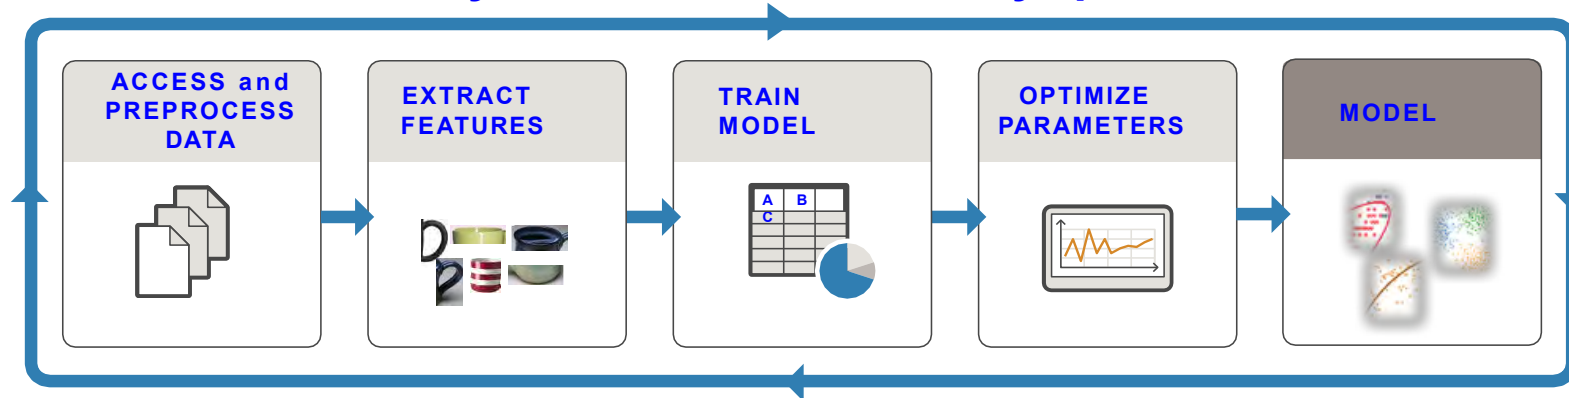 ACCESS and
PREPROCESS
DATA
EXTRACT
FEATURES
TRAIN
MODEL
OPTIMIZE
PARAMETERS
MODEL
A B
C